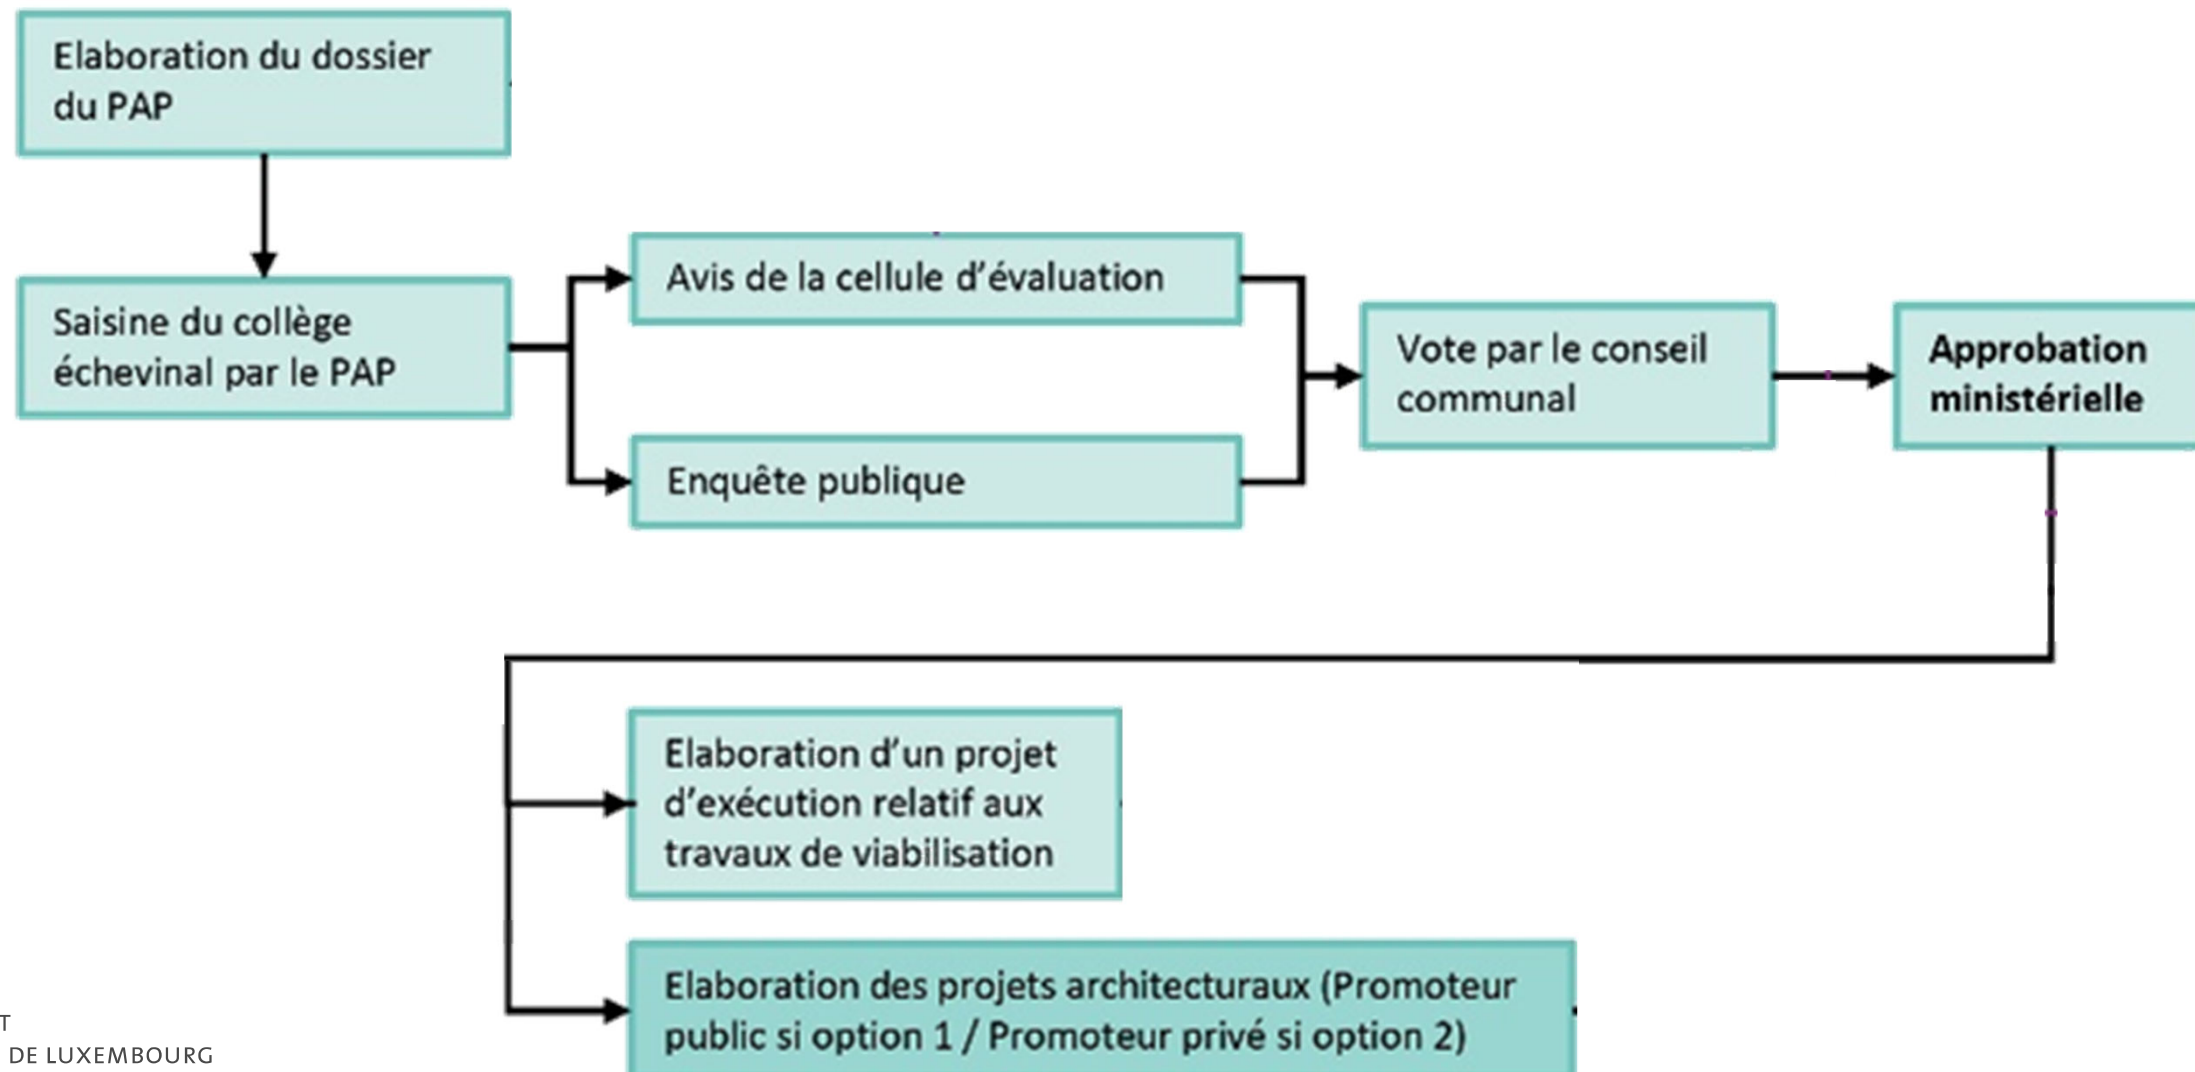 Elaboration du dossier
du PAP
Saisine du collège
échevinal par le PAP
Avis de la cellule d’évaluation
Enquête publique
Vote par le conseil
communal
Approbation
ministérielle
Elaboration d’un projet
d’exécution relatif aux
travaux de viabilisation
Elaboration des projets architecturaux (Promoteur
public si option 1 / Promoteur privé si option 2)
T
DE LUXEMBOURG